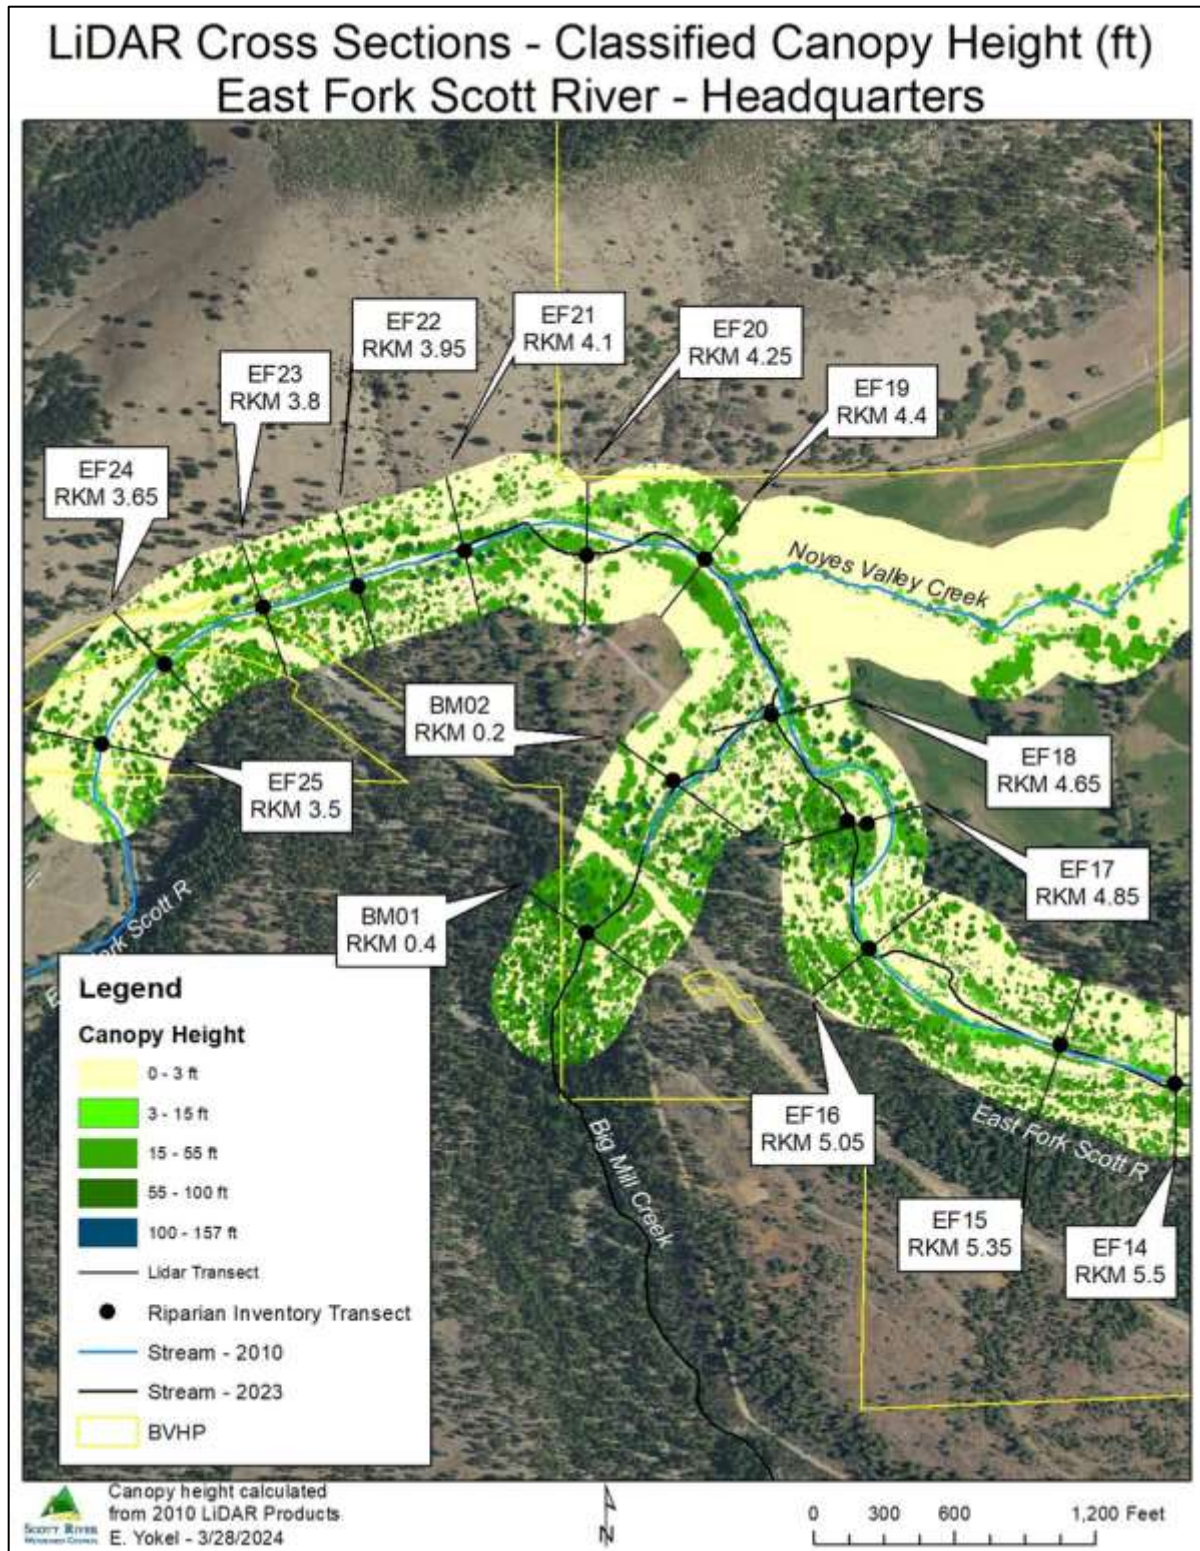 LiDAR Cross Sections - Classified Canopy Height (ft)
East Fork Scott River - Headquarters
EF21
RKM 4.1
EF22
RKM 3.95
EF20
RKM 4.25
EF23
RKM 3.8
EF19
RKM 4.4
EF24
RKM 3.65
Noyes Valley Creek
BM02
RKM 0.2
EF18
RKM 4.65
EF25
RKM 3.5
EF17
RKM 4.85
BM01
RKM 0.4
Fork Scott R
EF16
RKM 5.05
East Fork Scott R
Big Mill Creek
EF15
RKM 5.35
EF14
RKM 5.5
Legend
Canopy Height
0 - 3 ft
3 - 15 ft
15 - 55 ft
55 - 100 ft
100 - 157 ft
Lidar Transect
Riparian Inventory Transect
Stream - 2010
Stream - 2023
BVHP
SCOTT RIVER
WATERSHED COUNCIL
Canopy height calculated
from 2010 LiDAR Products
E. Yokel - 3/28/2024
N
0 300 600 1,200 Feet